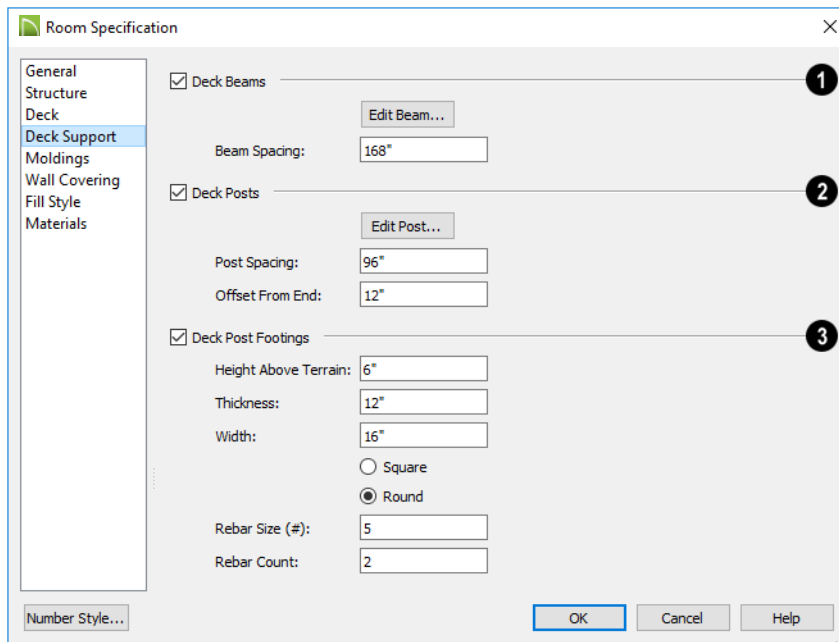 Room Specification
General
Structure
Deck
Deck Support
Moldings
Wall Covering
Fill Style
Materials
Deck Beams
1
Edit Beam...
Beam Spacing: 168"
Deck Posts
2
Edit Post...
Post Spacing: 96"
Offset From End: 12"
Deck Post Footings
3
Height Above Terrain: 6"
Thickness: 12"
Width: 16"
Square
Round
Rebar Size (#): 5
Rebar Count: 2
Number Style... OK Cancel Help